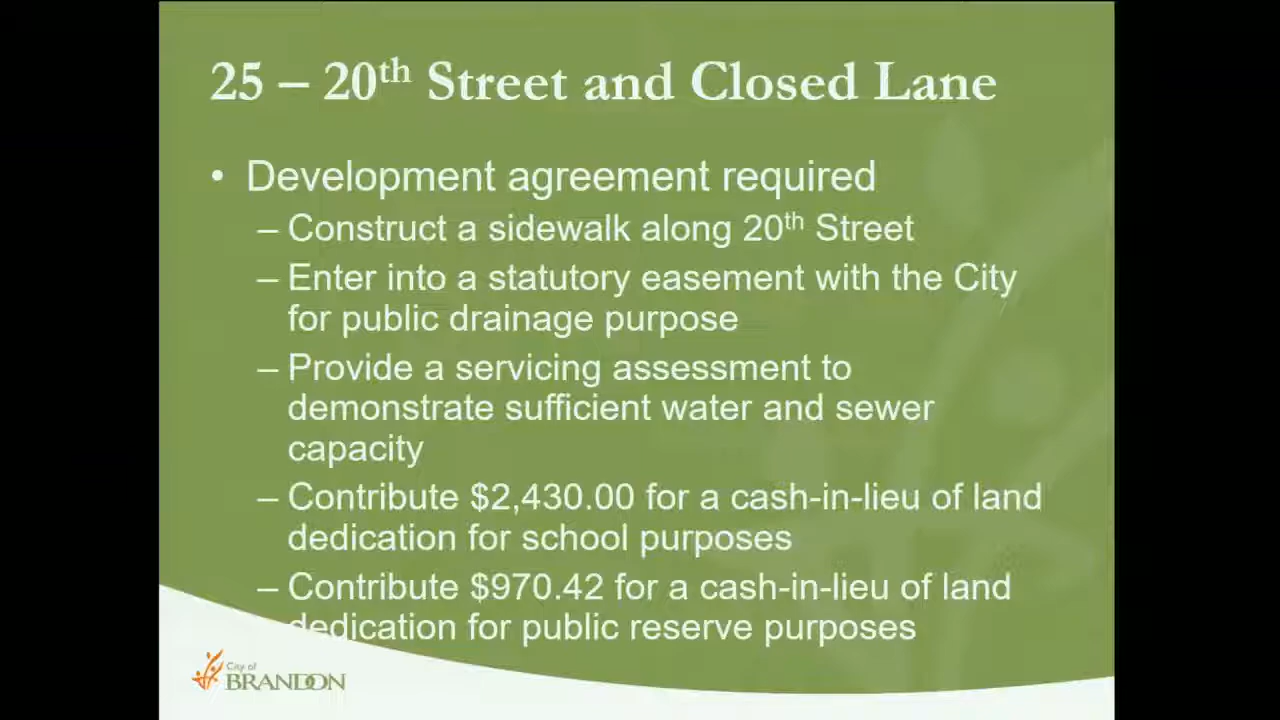 25 – 20th Street and Closed Lane
• Development agreement required
– Construct a sidewalk along 20th Street
– Enter into a statutory easement with the City
for public drainage purpose
– Provide a servicing assessment to
demonstrate sufficient water and sewer
capacity
– Contribute $2,430.00 for a cash-in-lieu of land
dedication for school purposes
– Contribute $970.42 for a cash-in-lieu of land
dedication for public reserve purposes
City of
BRANDON